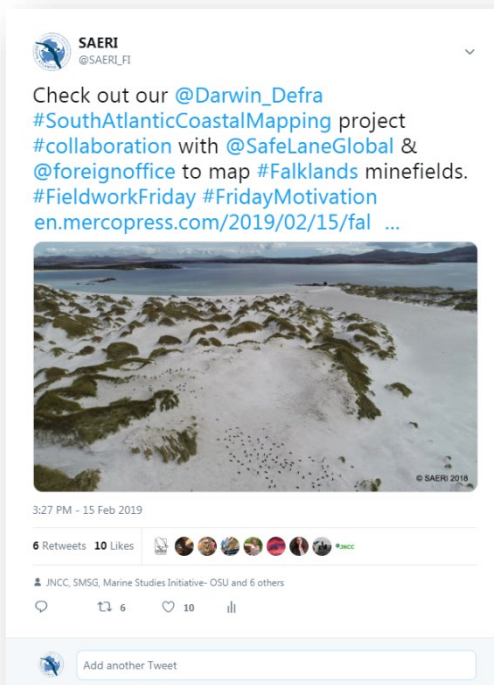 SAERI
@SAERI_FI
Check out our @Darwin_Defra
#SouthAtlanticCoastalMapping project
#collaboration with @SafeLaneGlobal &
@foreignoffice to map #Falklands minefields.
#FieldworkFriday #FridayMotivation
en.mercopress.com/2019/02/15/fal ...
© SAERI 2018
3:27 PM - 15 Feb 2019
6 Retweets 10 Likes
JNCC
JNCC, SMSG, Marine Studies Initiative- OSU and 6 others
6 10
Add another Tweet